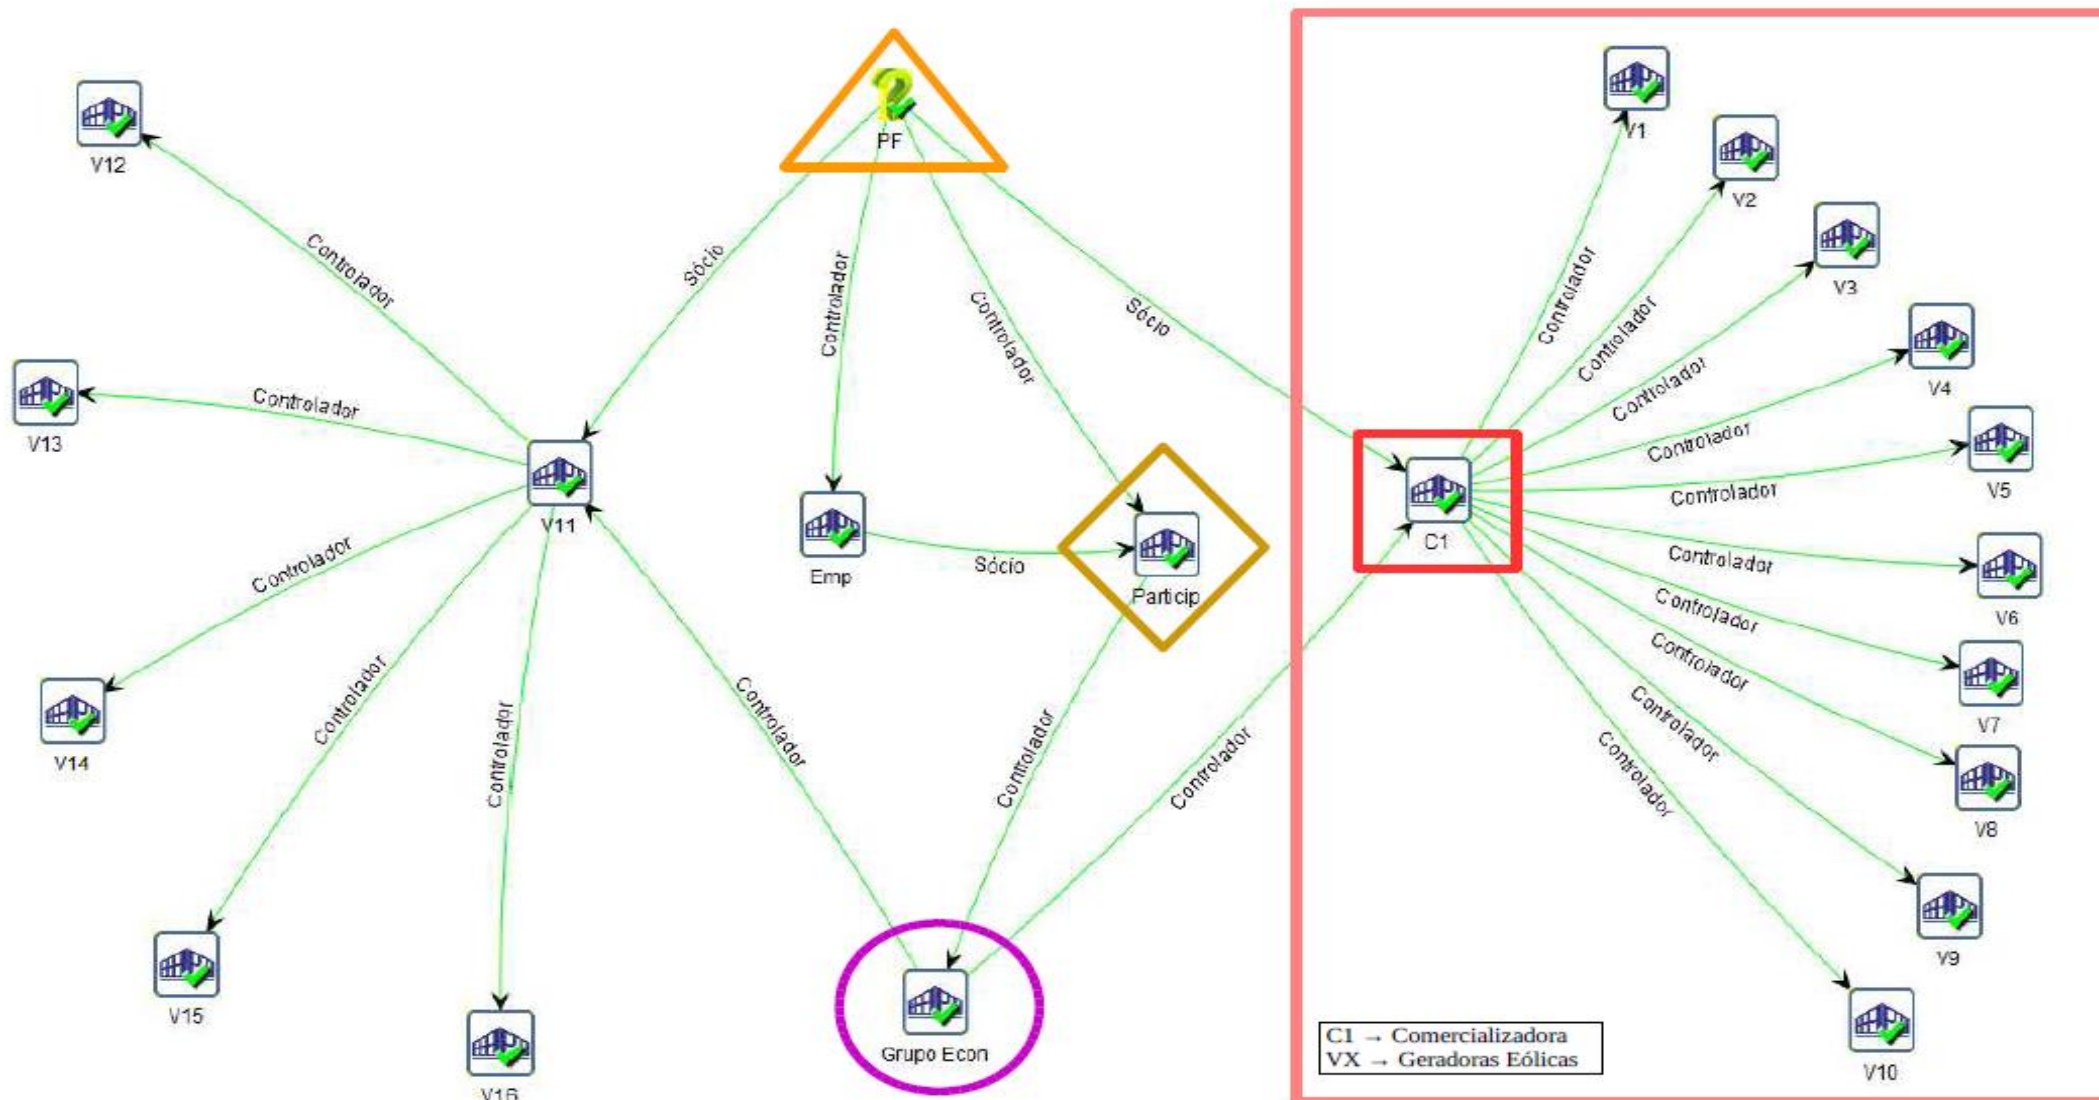 PF
V12
V13
V14
V15
V16
V11
Emp
Particip
Grupo Econ
C1
V1
V2
V3
V4
V5
V6
V7
V8
V9
V10
Controlador
Controlador
Controlador
Controlador
Controlador
Sócio
Controlador
Controlador
Sócio
Sócio
Controlador
Controlador
Controlador
Controlador
Controlador
Controlador
Controlador
Controlador
Controlador
Controlador
Controlador
Controlador
Controlador
C1 → Comercializadora
VX → Geradoras Eólicas